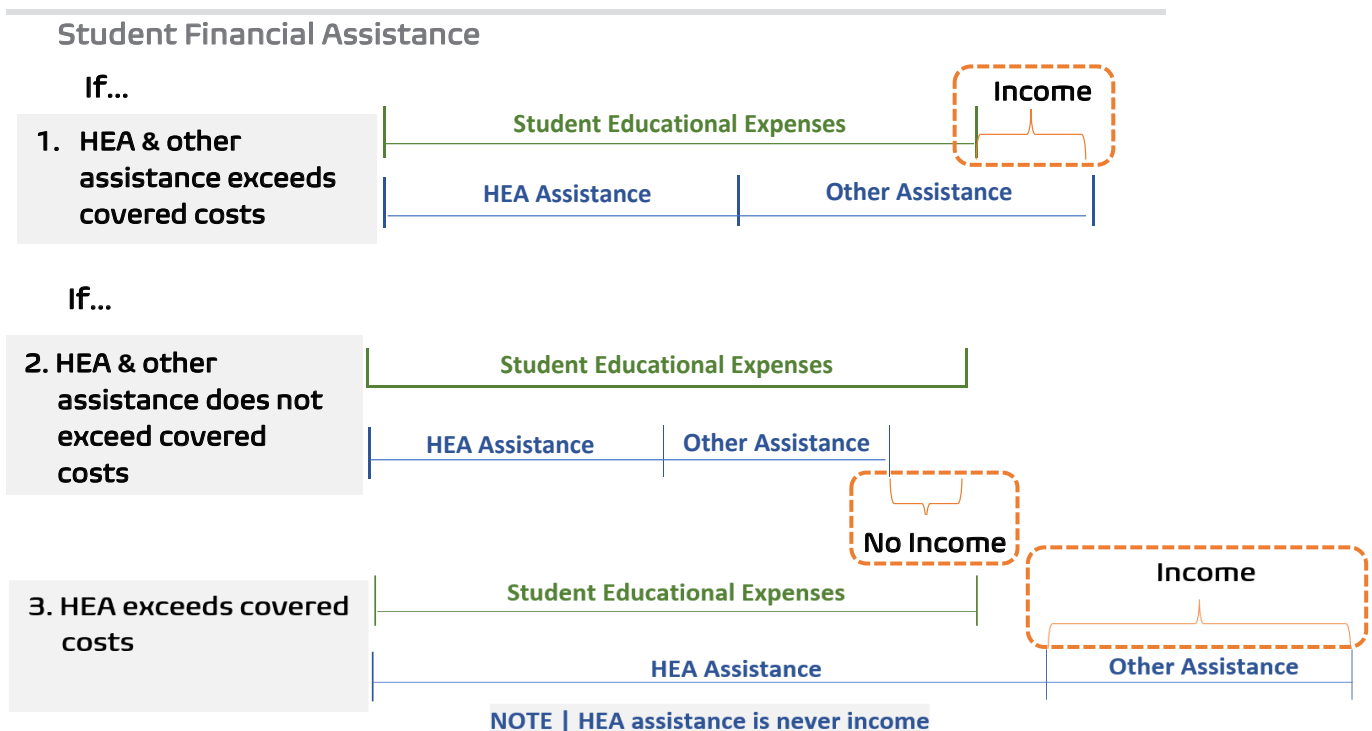 Student Financial Assistance
If...
Income
Student Educational Expenses
1. HEA & other
assistance exceeds
covered costs
HEA Assistance
Other Assistance
If...
2. HEA & other
assistance does not
exceed covered
costs
Student Educational Expenses
HEA Assistance
Other Assistance
No Income
Income
3. HEA exceeds covered
costs
Student Educational Expenses
HEA Assistance
Other Assistance
NOTE | HEA assistance is never income